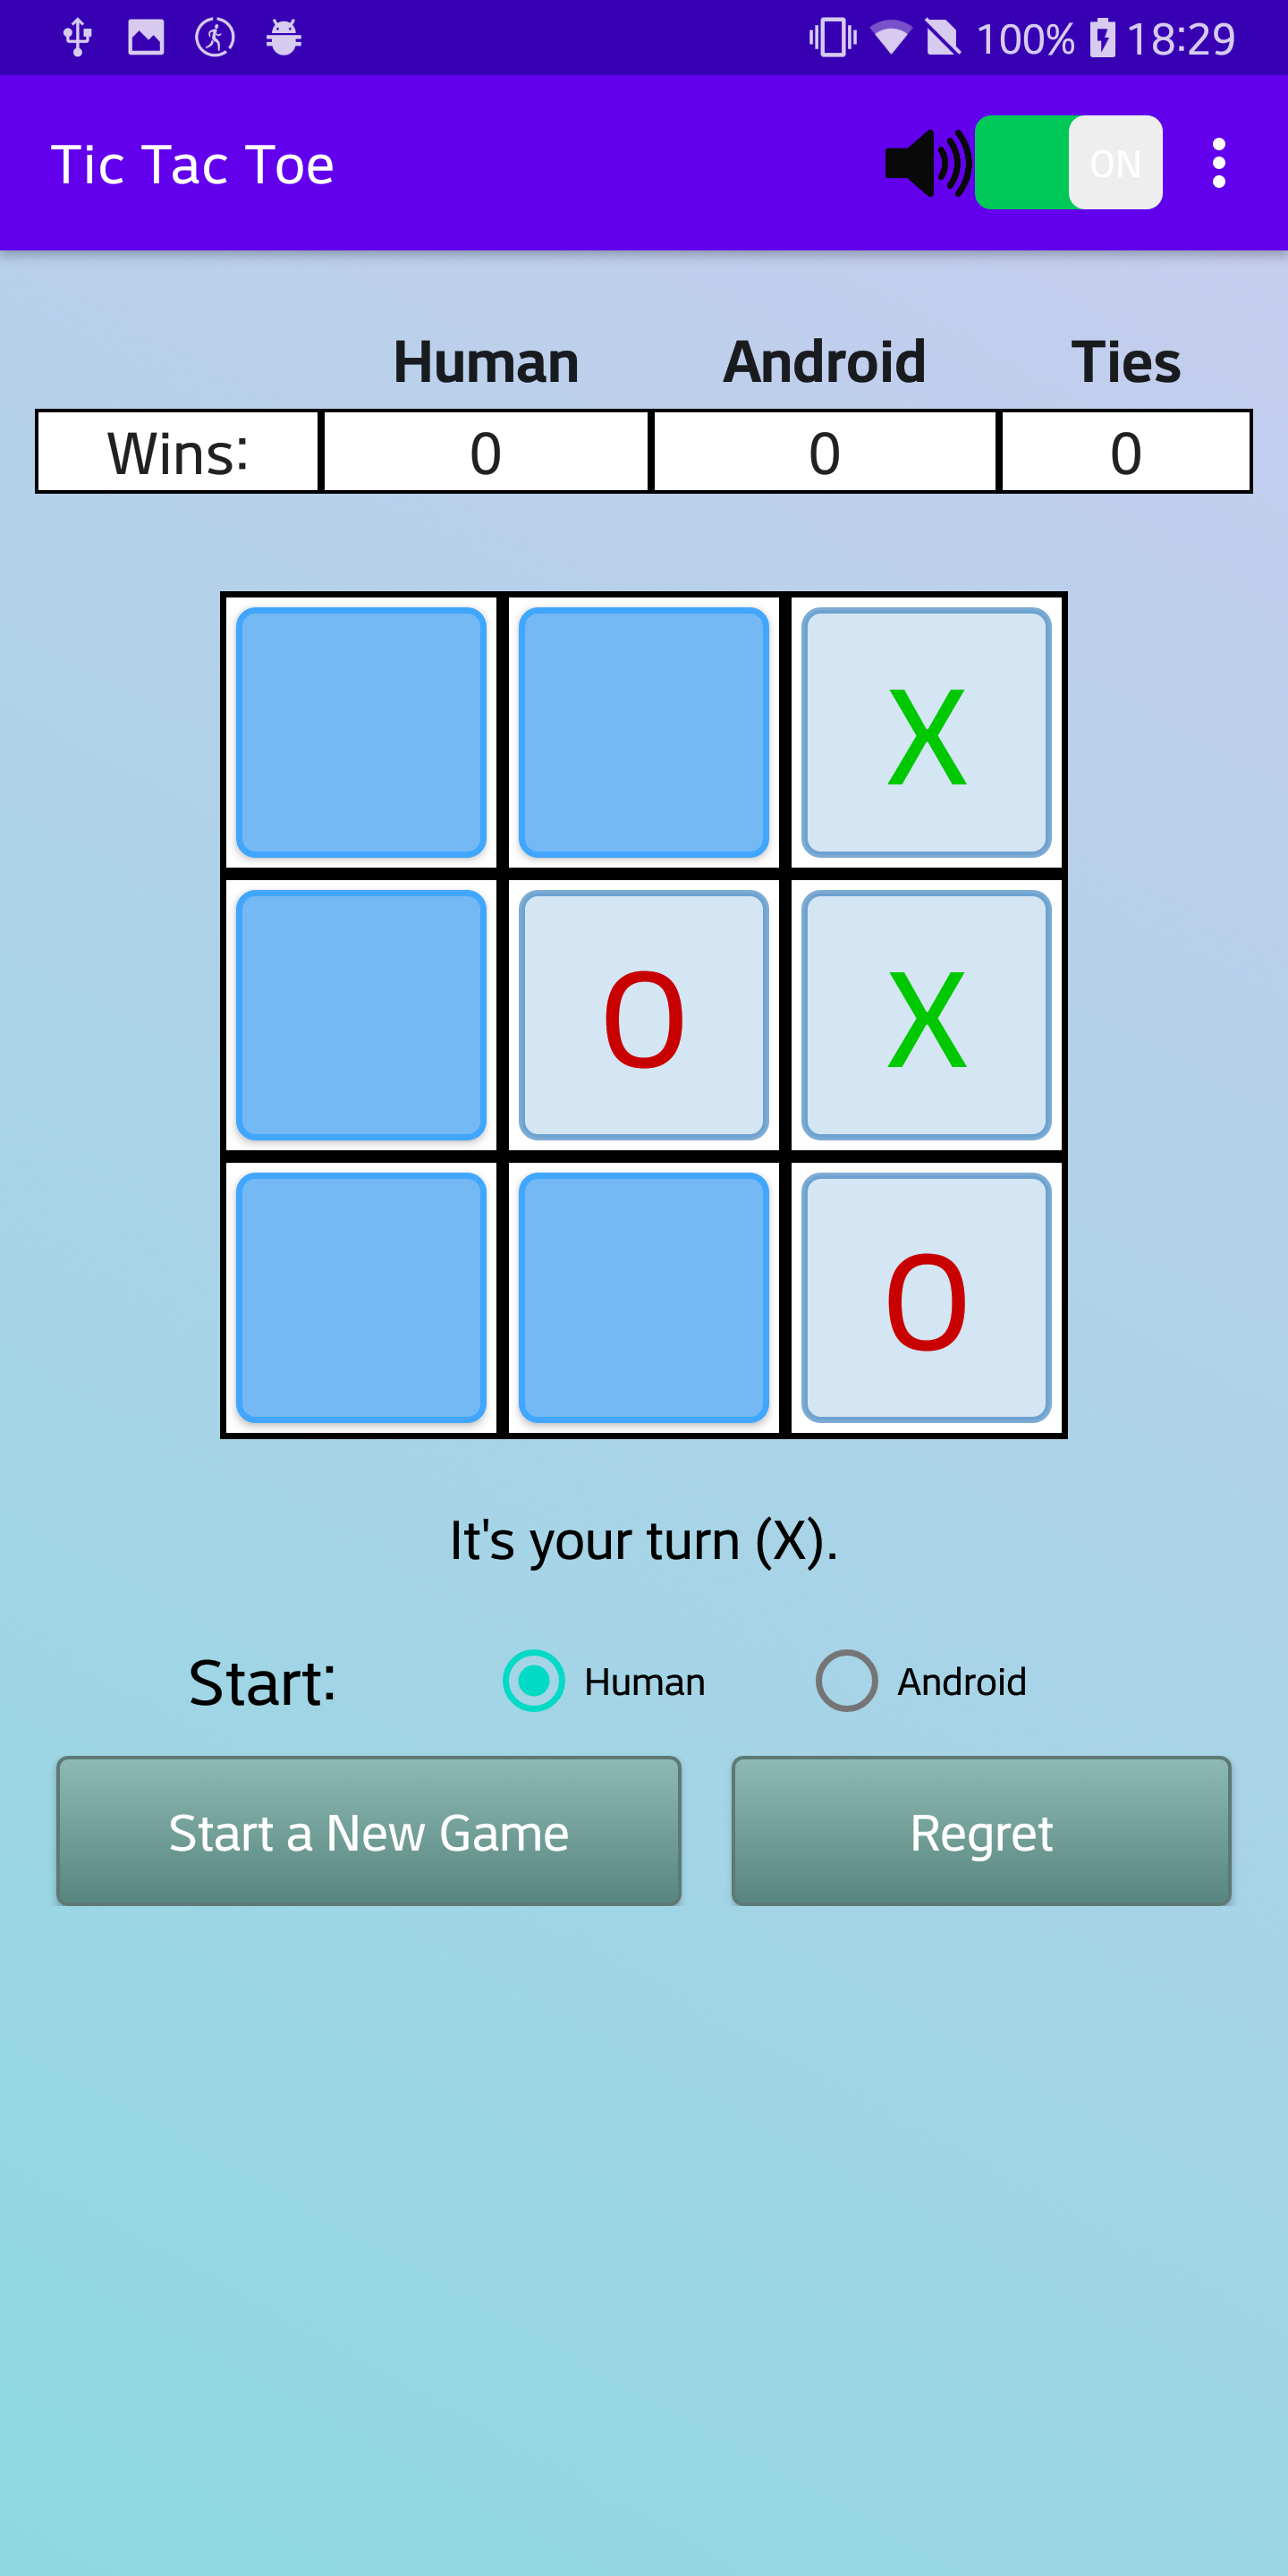 100% 18:29
Tic Tac Toe ON
Human Android Ties
Wins: 0 0 0
X
O X
O
It's your turn (X).
Start: Human Android
Start a New Game Regret